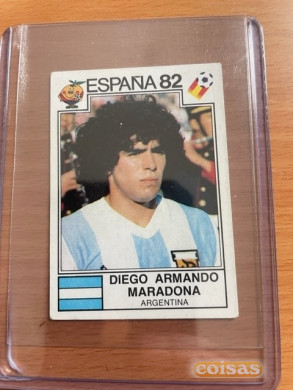 ESPAÑA 82
DIEGO ARMANDO
MARADONA
ARGENTINA
coisas